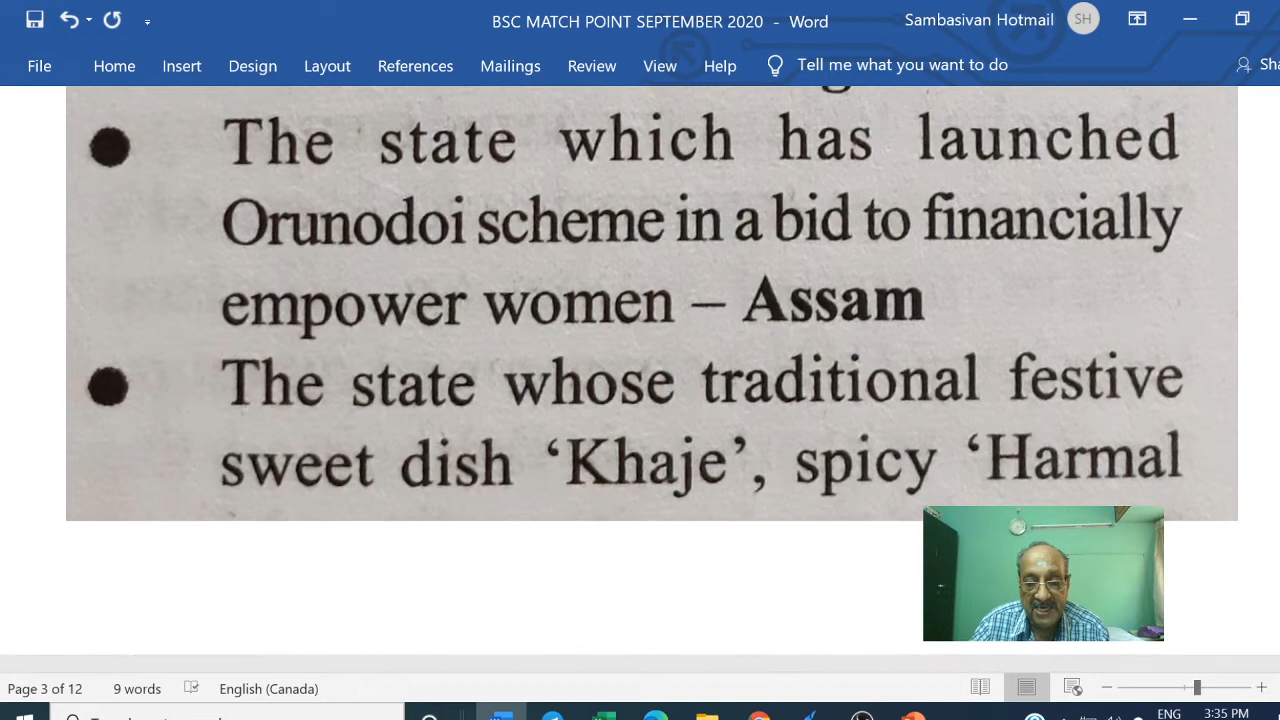 BSC MATCH POINT SEPTEMBER 2020 - Word
Sambasivan Hotmail
SH
File Home Insert Design Layout References Mailings Review View Help Tell me what you want to do
The state which has launched
Orunodoi scheme in a bid to financially
empower women – Assam
The state whose traditional festive
sweet dish ‘Khaje’, spicy ‘Harmal
Page 3 of 12 9 words English (Canada)
ENG 3:35 PM